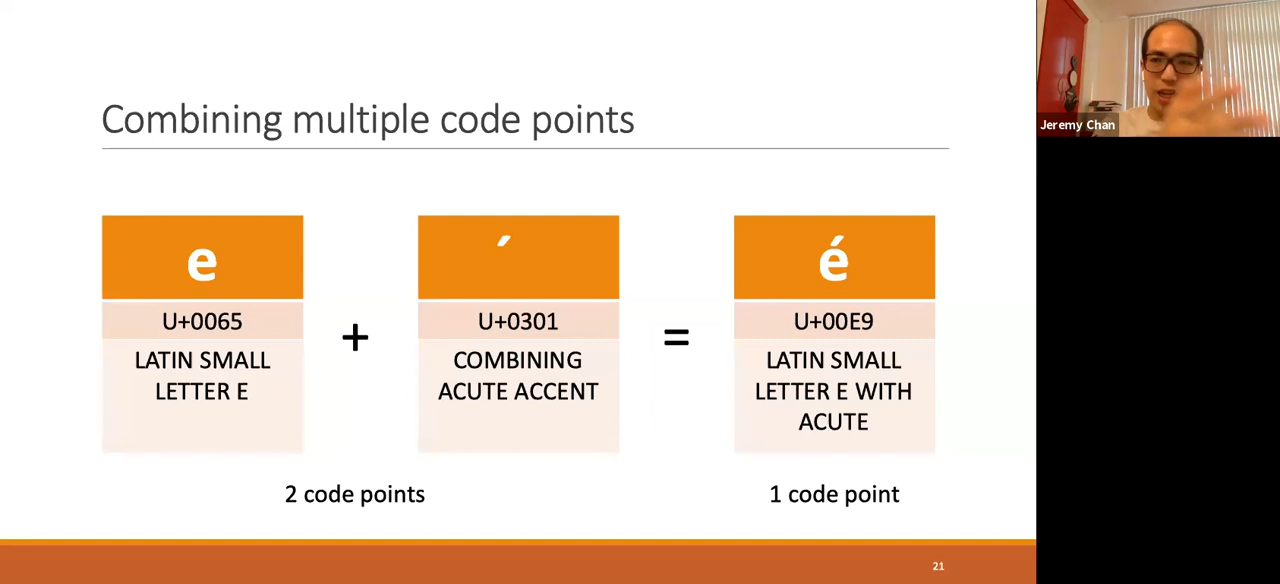 Combining multiple code points
Jeremy Chan
e
´
é
U+0065
+
U+0301
=
U+00E9
LATIN SMALL
LETTER E
COMBINING
ACUTE ACCENT
LATIN SMALL
LETTER E WITH
ACUTE
2 code points
1 code point
21